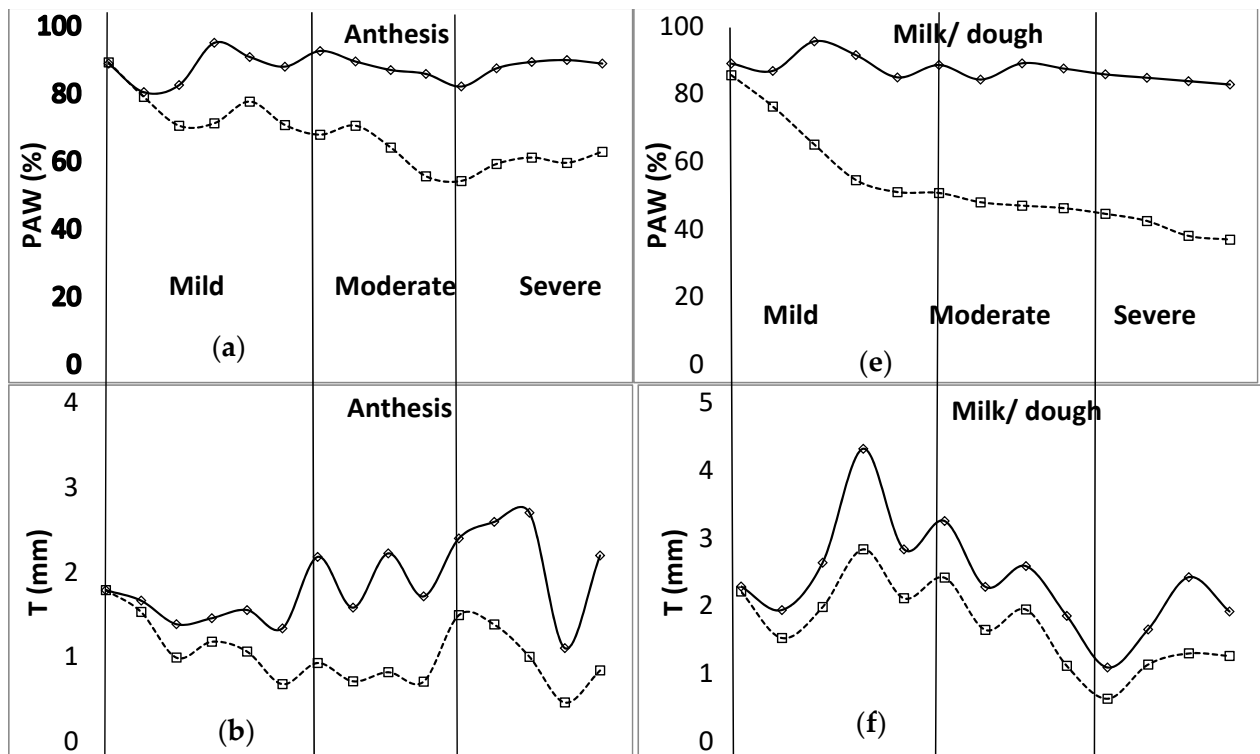 100
80
60
40
20
0
PAW (%)
Anthesis
Mild
Moderate
Severe
(a)
100
80
60
40
20
0
PAW (%)
Milk/ dough
Mild
Moderate
Severe
(e)
4
3
2
1
0
T (mm)
Anthesis
(b)
5
4
3
2
1
0
T (mm)
Milk/ dough
(f)